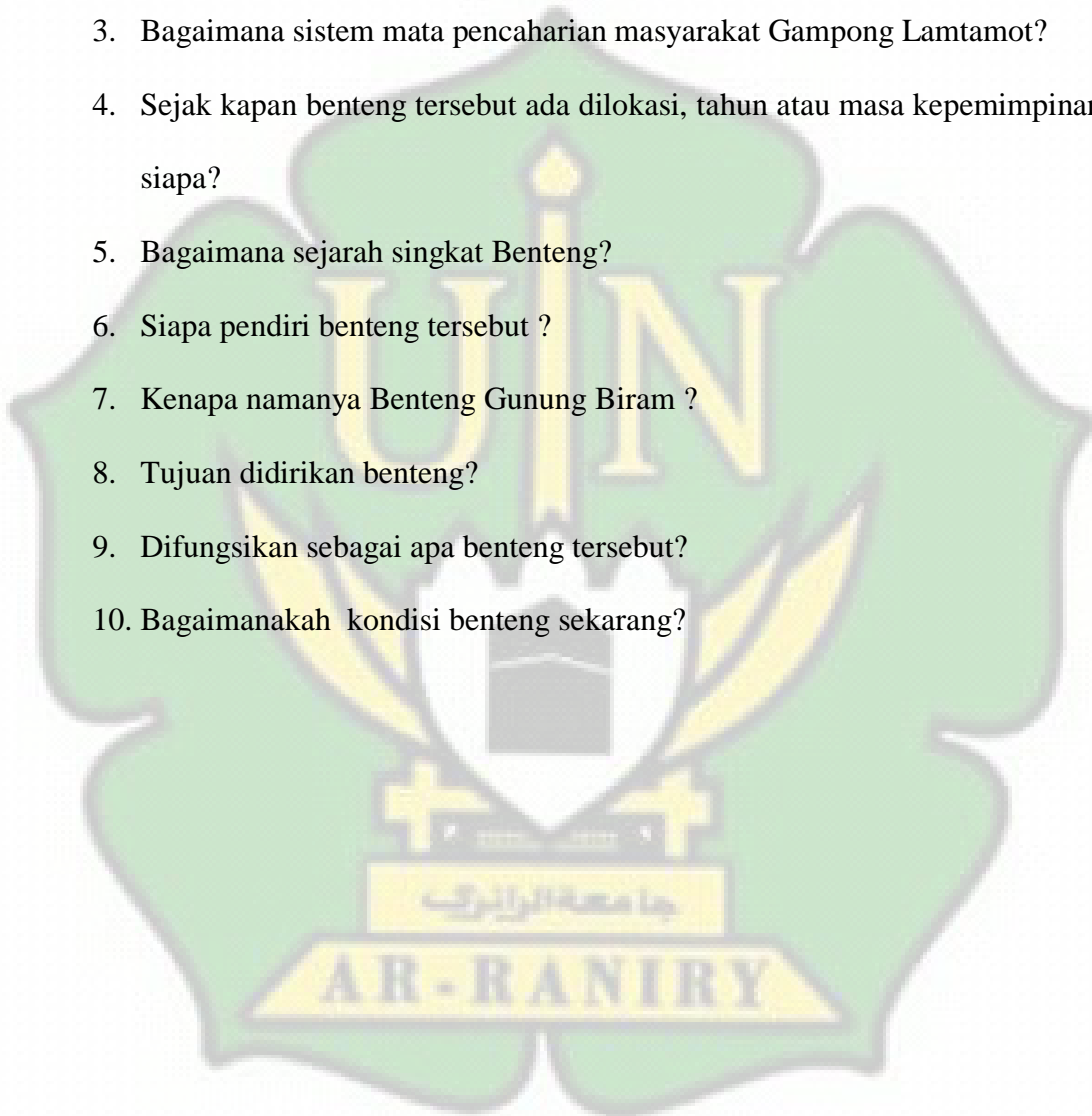 3. Bagaimana sistem mata pencaharian masyarakat Gampong Lamtamot?
4. Sejak kapan benteng tersebut ada dilokasi, tahun atau masa kepemimpinan
siapa?
5. Bagaimana sejarah singkat Benteng?
6. Siapa pendiri benteng tersebut ?
7. Kenapa namanya Benteng Gunung Biram ?
8. Tujuan didirikan benteng?
9. Difungsikan sebagai apa benteng tersebut?
10. Bagaimanakah  kondisi benteng sekarang?
UIN
جامعةالرانري
AR-RANIRY